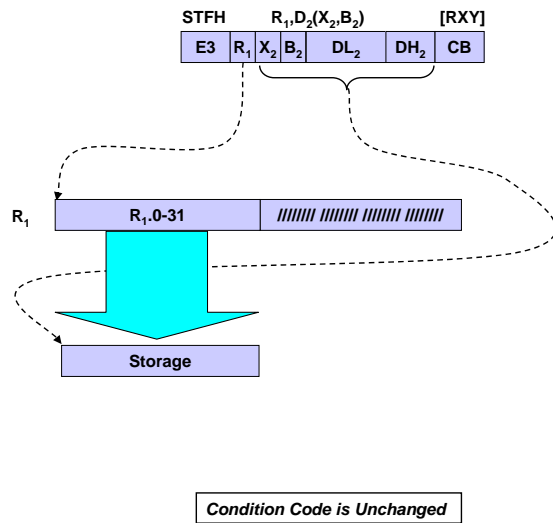 STFH R₁,D₂(X₂,B₂) [RXY]
E3 R₁ X₂ B₂ DL₂ DH₂ CB
R₁ R₁.0-31 //////// //////// //////// ////////
Storage
Condition Code is Unchanged